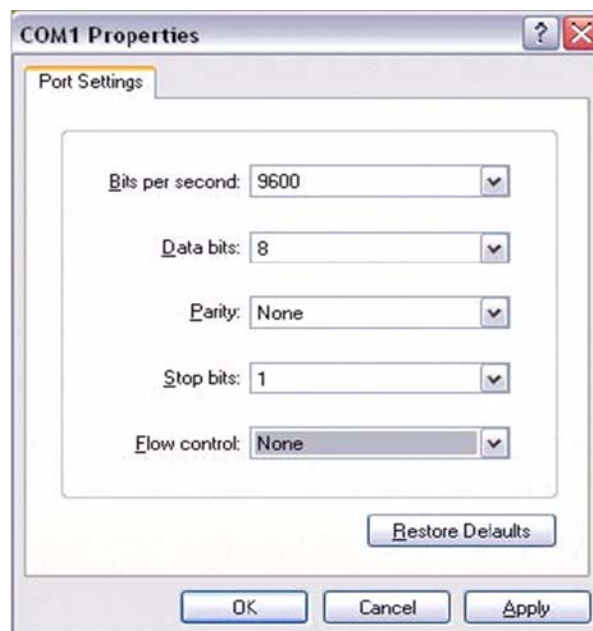 COM1 Properties
Port Settings
Bits per second: 9600
Data bits: 8
Parity: None
Stop bits: 1
Flow control: None
Restore Defaults
OK Cancel Apply